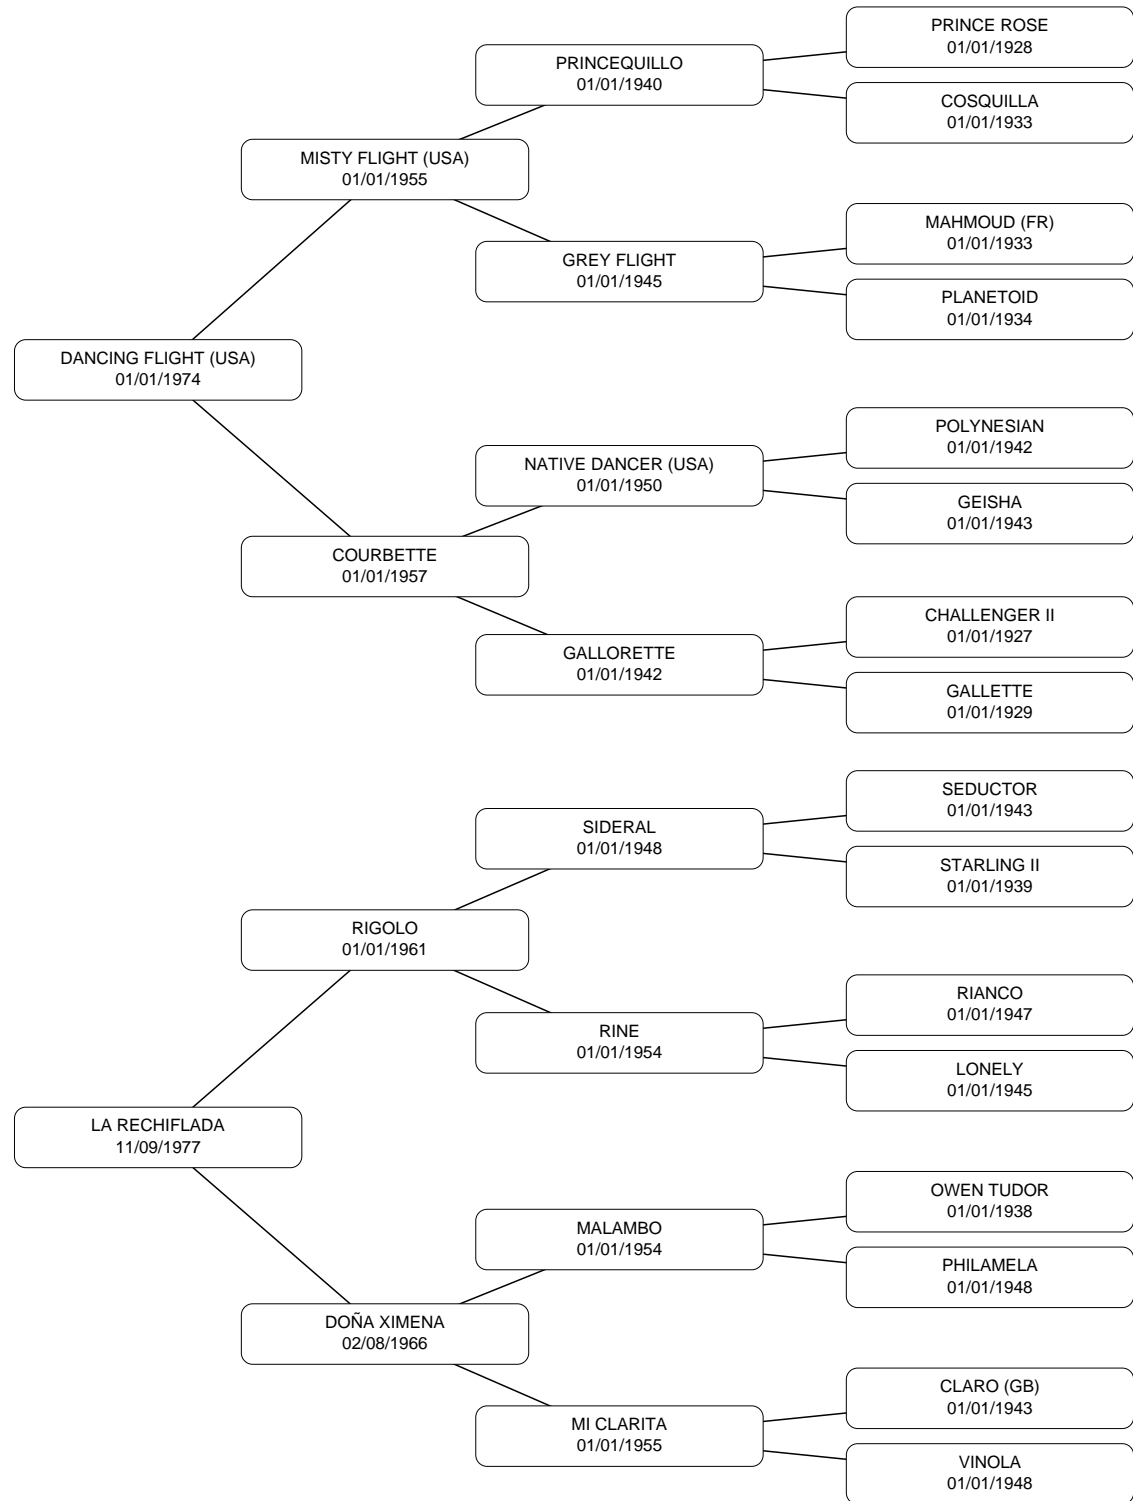 PRINCE ROSE
01/01/1928
PRINCEQUILLO
01/01/1940
COSQUILLA
01/01/1933
MISTY FLIGHT (USA)
01/01/1955
MAHMOUD (FR)
01/01/1933
GREY FLIGHT
01/01/1945
PLANETOID
01/01/1934
DANCING FLIGHT (USA)
01/01/1974
POLYNESIAN
01/01/1942
NATIVE DANCER (USA)
01/01/1950
GEISHA
01/01/1943
COURBETTE
01/01/1957
CHALLENGER II
01/01/1927
GALLORETTE
01/01/1942
GALLETTE
01/01/1929
SEDUCTOR
01/01/1943
SIDERAL
01/01/1948
STARLING II
01/01/1939
RIGOLO
01/01/1961
RIANCO
01/01/1947
RINE
01/01/1954
LONELY
01/01/1945
LA RECHIFLADA
11/09/1977
OWEN TUDOR
01/01/1938
MALAMBO
01/01/1954
PHILAMELA
01/01/1948
DOÑA XIMENA
02/08/1966
CLARO (GB)
01/01/1943
MI CLARITA
01/01/1955
VINOLA
01/01/1948